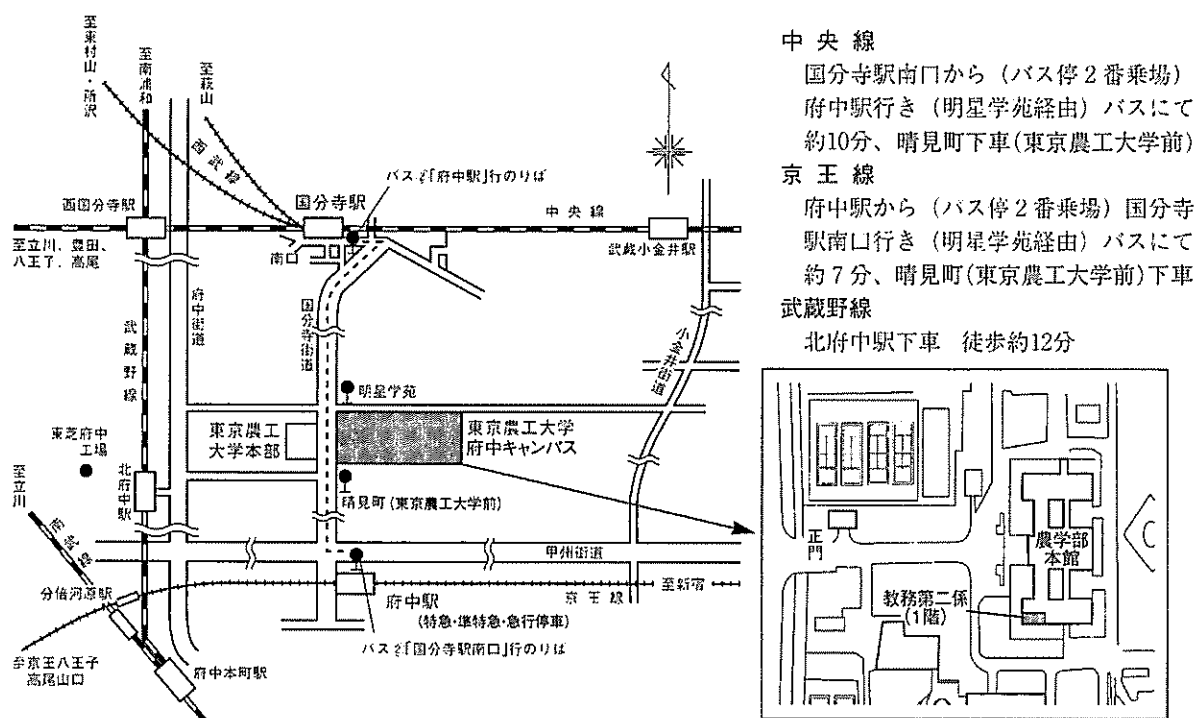 中央線
国分寺駅南口から（バス停２番乗場）
府中駅行き（明星学苑経由）バスにて
約10分、晴見町下車(東京農工大学前)
京王線
府中駅から（バス停２番乗場）国分寺
駅南口行き（明星学苑経由）バスにて
約７分、晴見町(東京農工大学前)下車
武蔵野線
北府中駅下車　徒歩約12分
至東村山・所沢
至南浦和
至萩山
西武線
バス「府中駅」行のりば
西国分寺駅
国分寺駅
中央線
武蔵小金井駅
至立川、豊田、
八王子、高尾
南口
府中街道
国分寺街道
武蔵野線
小金井街道
明星学苑
東京農工
大学本部
東京農工大学
府中キャンパス
東芝府中
工場
北府中駅
至立川
南武線
晴見町(東京農工大学前)
甲州街道
分倍河原駅
府中駅
京王線
至新宿
(特急・準特急・急行停車)
バス「国分寺駅南口」行のりば
至京王八王子
高尾山口
府中本町駅
正門
農学部
本館
教務第二係
(1階)